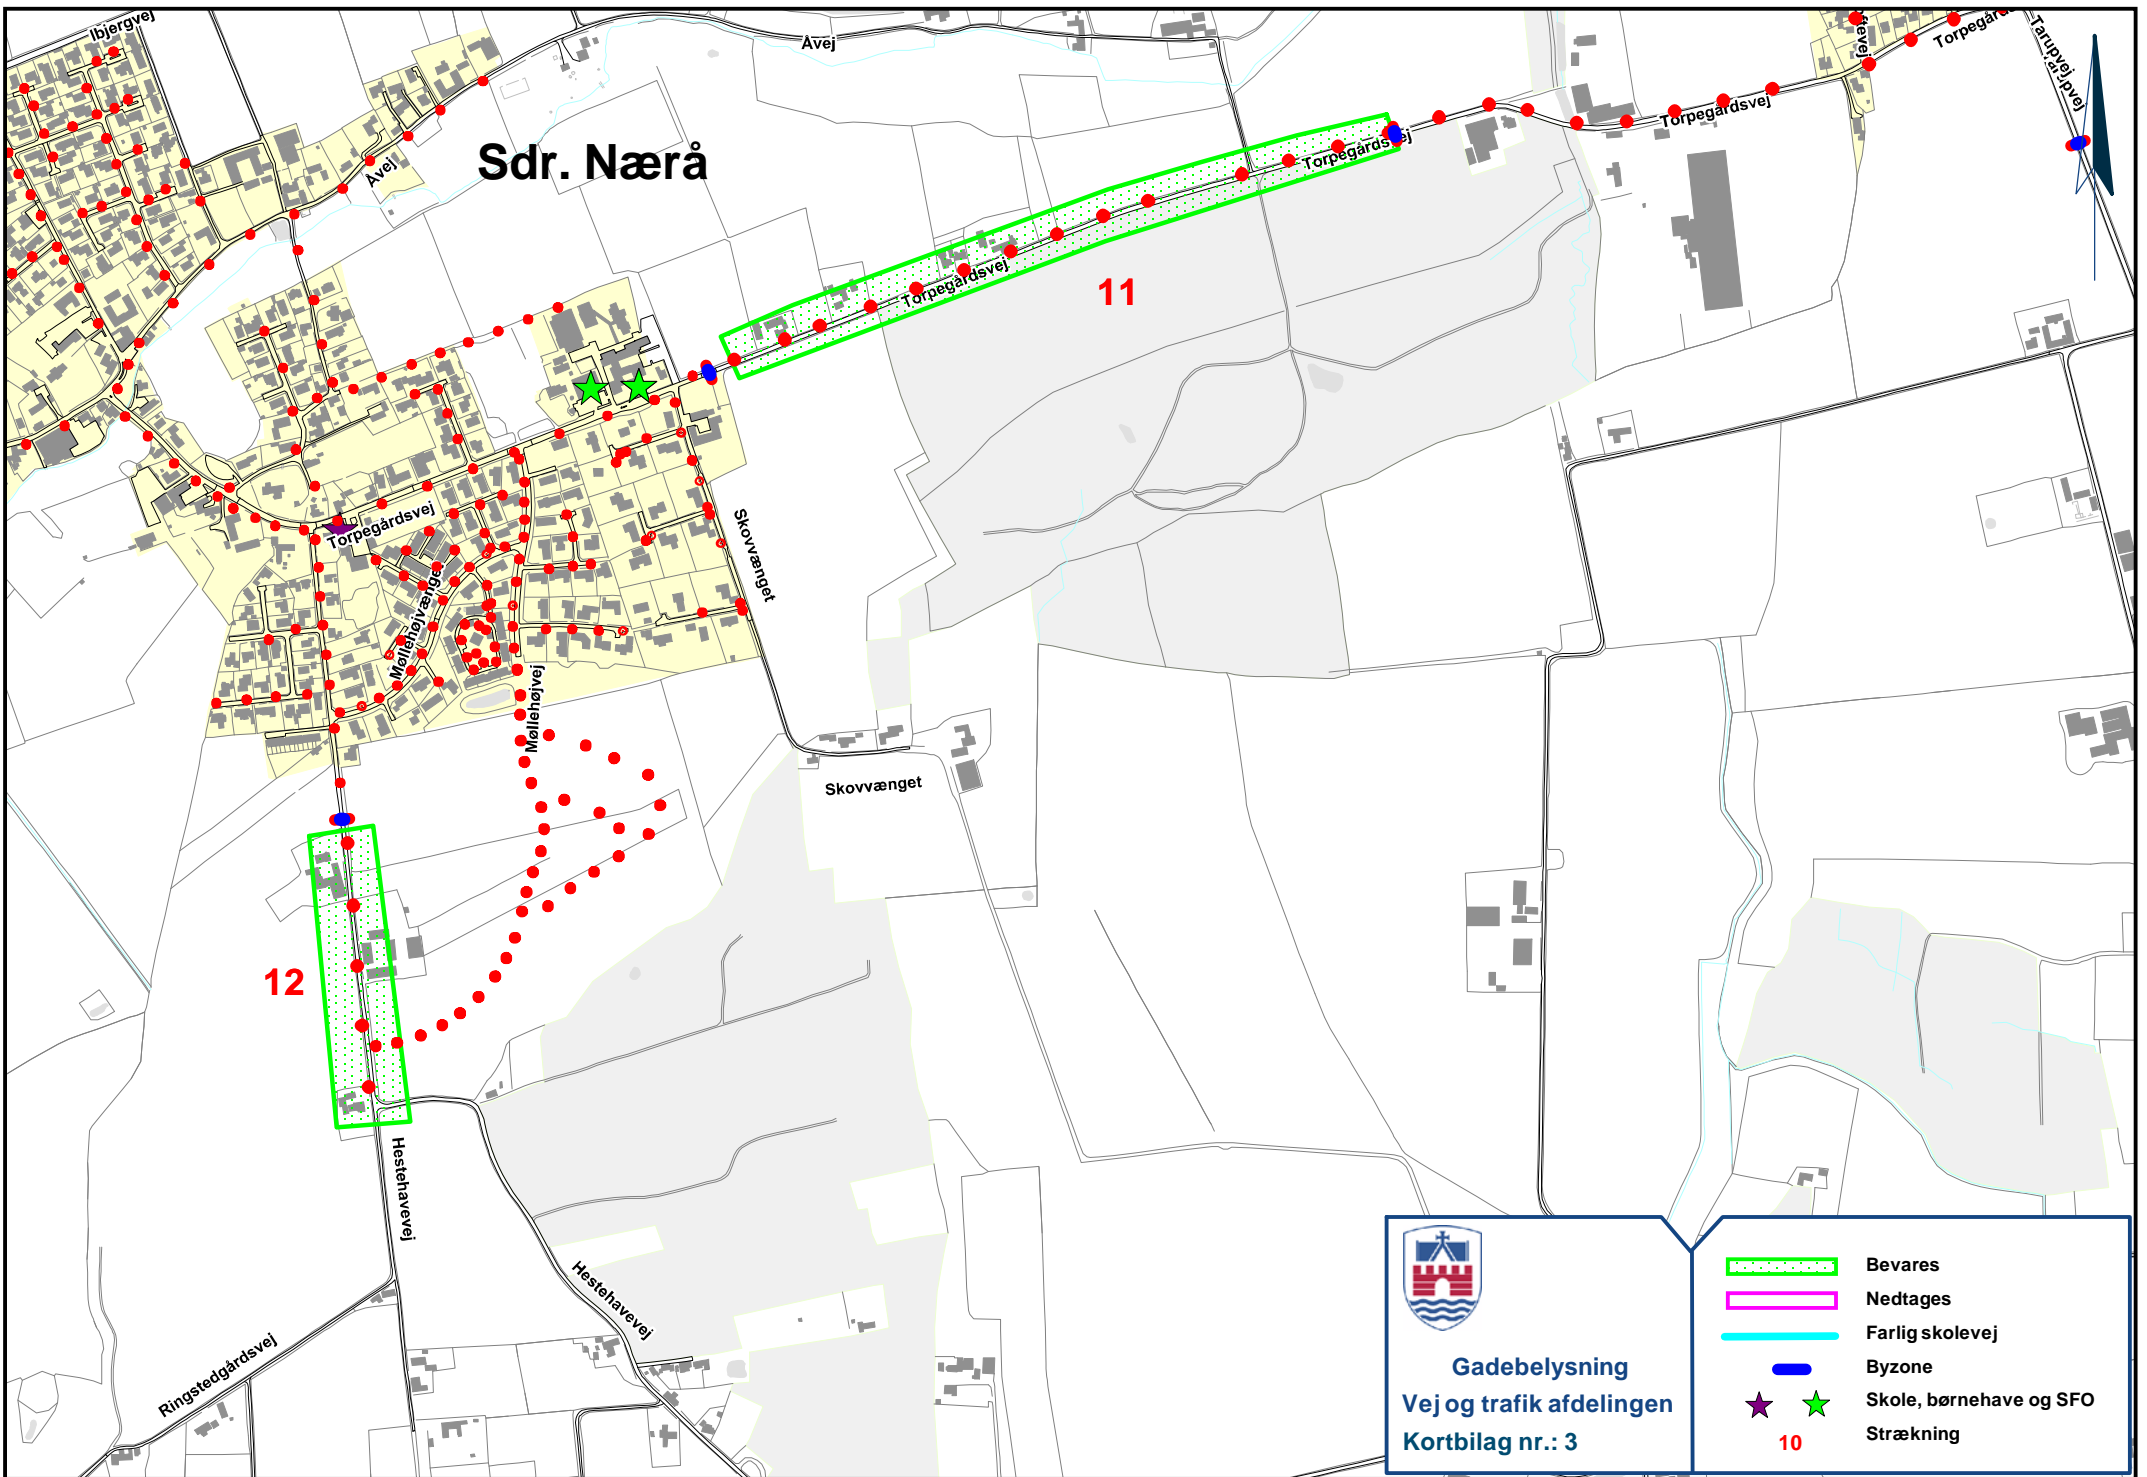 Ibjergvej
Åvej
Torpegårdsvej
Tarupvej
Tarupvej
Torpegårdsvej
Sdr. Nærå
Åvej
Torpegårdsvej
Torpegårdsvej
11
Torpegårdsvej
Skovvænget
Møllehøjvænget
Møllehøjvej
Skovvænget
12
Hestehavevej
Hestehavevej
Ringstedgårdsvej
Gadebelysning
Vej og trafik afdelingen
Kortbilag nr.: 3
Bevares
Nedtages
Farlig skolevej
Byzone
Skole, børnehave og SFO
10 Strækning